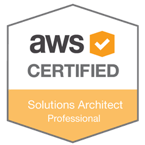 aws
CERTIFIED
Solutions Architect
Professional